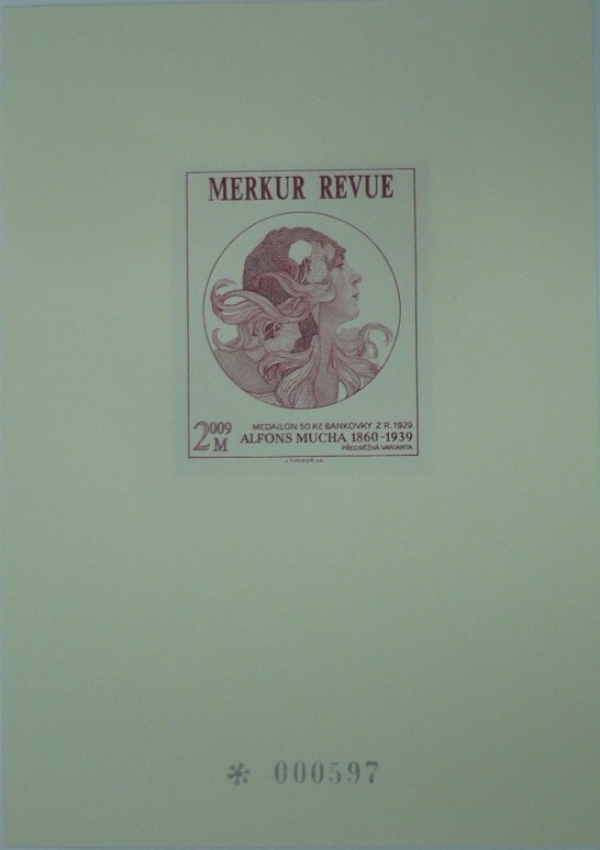 MERKUR REVUE
2009
M
MEDAILON 50 Kč BANKOVKY Z R. 1929
ALFONS MUCHA 1860-1939
PŘEDBĚŽNÁ VARIANTA
* 000597